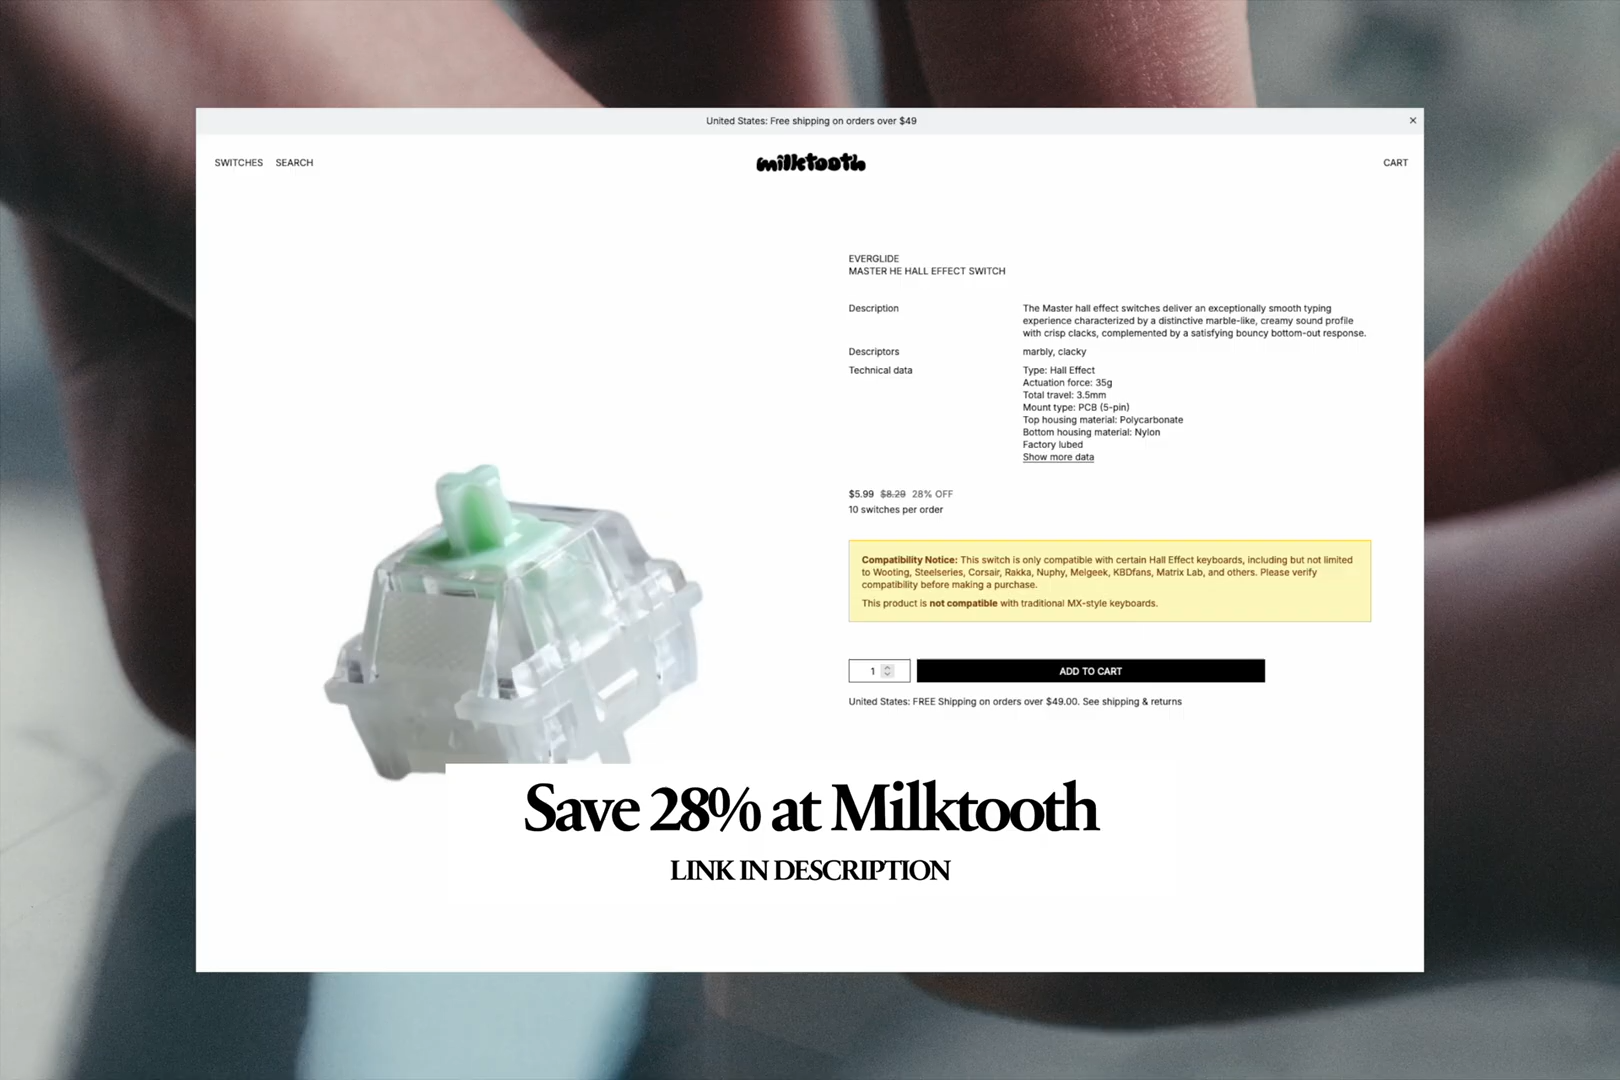 United States: Free shipping on orders over $49
×
SWITCHES SEARCH
milktooth
CART
EVERGLIDE
MASTER HE HALL EFFECT SWITCH
Description
The Master hall effect switches deliver an exceptionally smooth typing
experience characterized by a distinctive marble-like, creamy sound profile
with crisp clacks, complemented by a satisfying bouncy bottom-out response.
Descriptors
marbly, clacky
Technical data
Type: Hall Effect
Actuation force: 35g
Total travel: 3.5mm
Mount type: PCB (5-pin)
Top housing material: Polycarbonate
Bottom housing material: Nylon
Factory lubed
Show more data
$5.99 $8.29 28% OFF
10 switches per order
Compatibility Notice: This switch is only compatible with certain Hall Effect keyboards, including but not limited
to Wooting, Steelseries, Corsair, Rakka, Nuphy, Melgeek, KBDfans, Matrix Lab, and others. Please verify
compatibility before making a purchase.
This product is not compatible with traditional MX-style keyboards.
1
ADD TO CART
United States: FREE Shipping on orders over $49.00. See shipping & returns
Save 28% at Milktooth
LINK IN DESCRIPTION